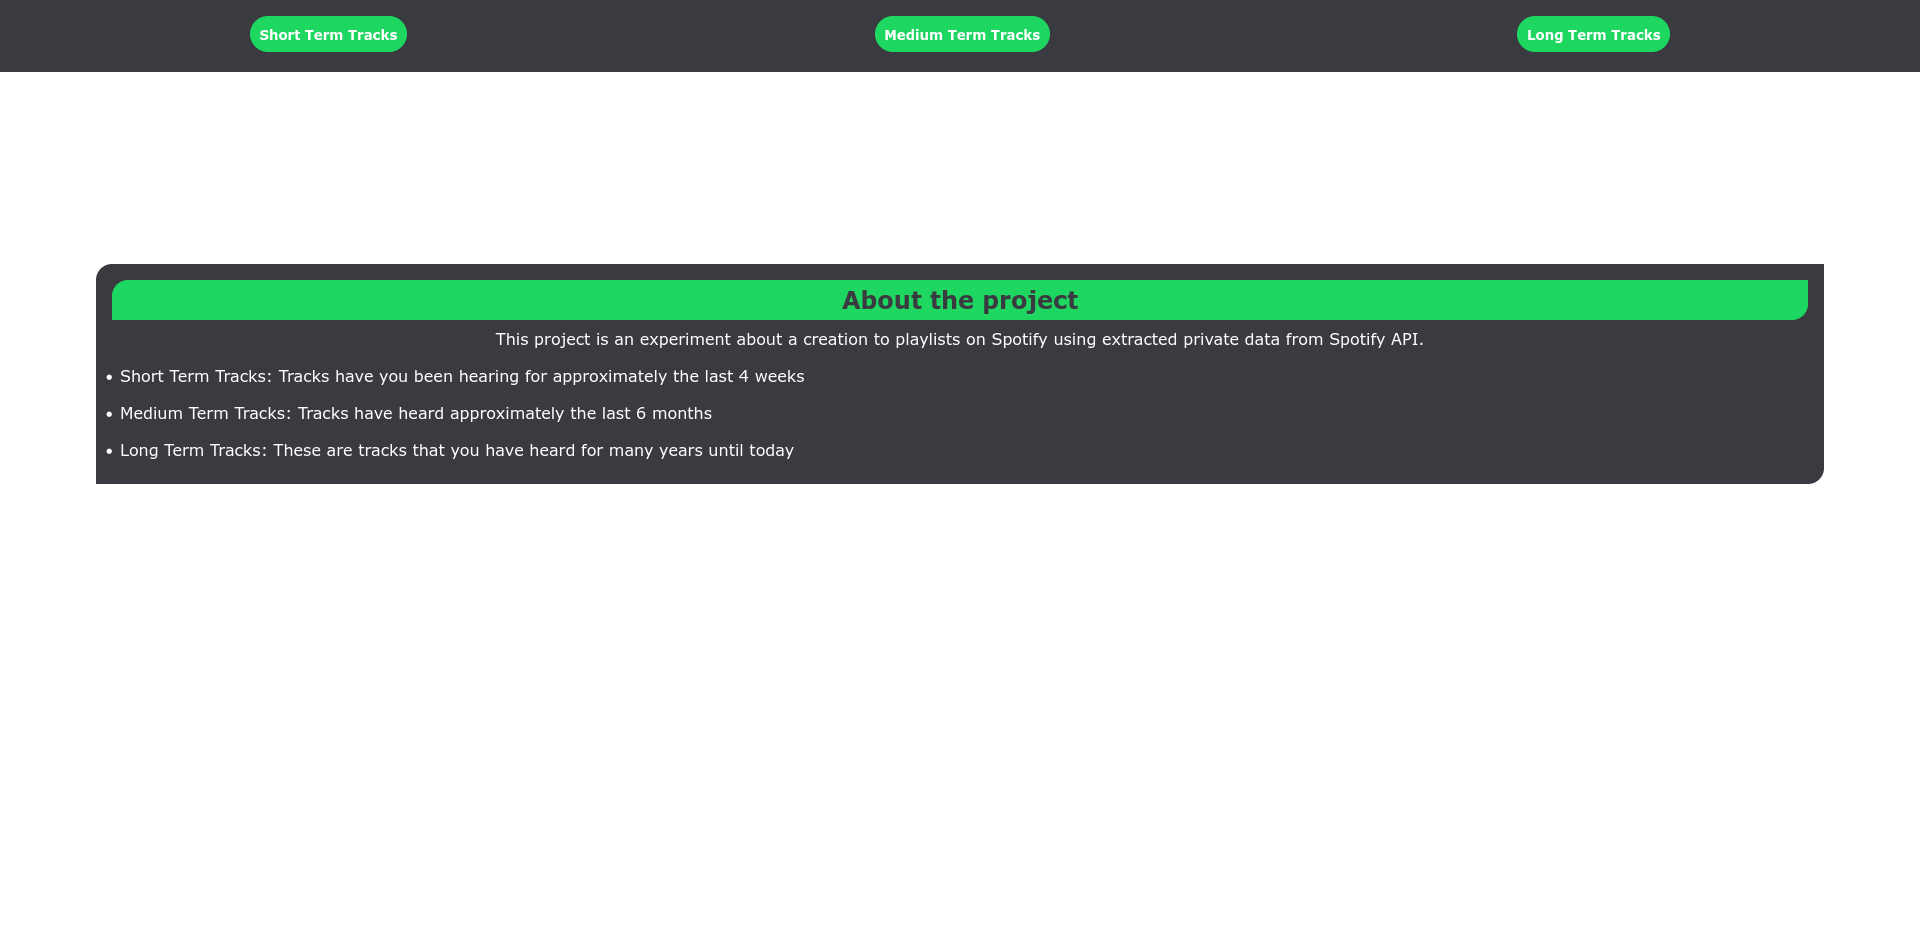 Short Term Tracks
Medium Term Tracks
Long Term Tracks
About the project
This project is an experiment about a creation to playlists on Spotify using extracted private data from Spotify API.
• Short Term Tracks: Tracks have you been hearing for approximately the last 4 weeks
• Medium Term Tracks: Tracks have heard approximately the last 6 months
• Long Term Tracks: These are tracks that you have heard for many years until today